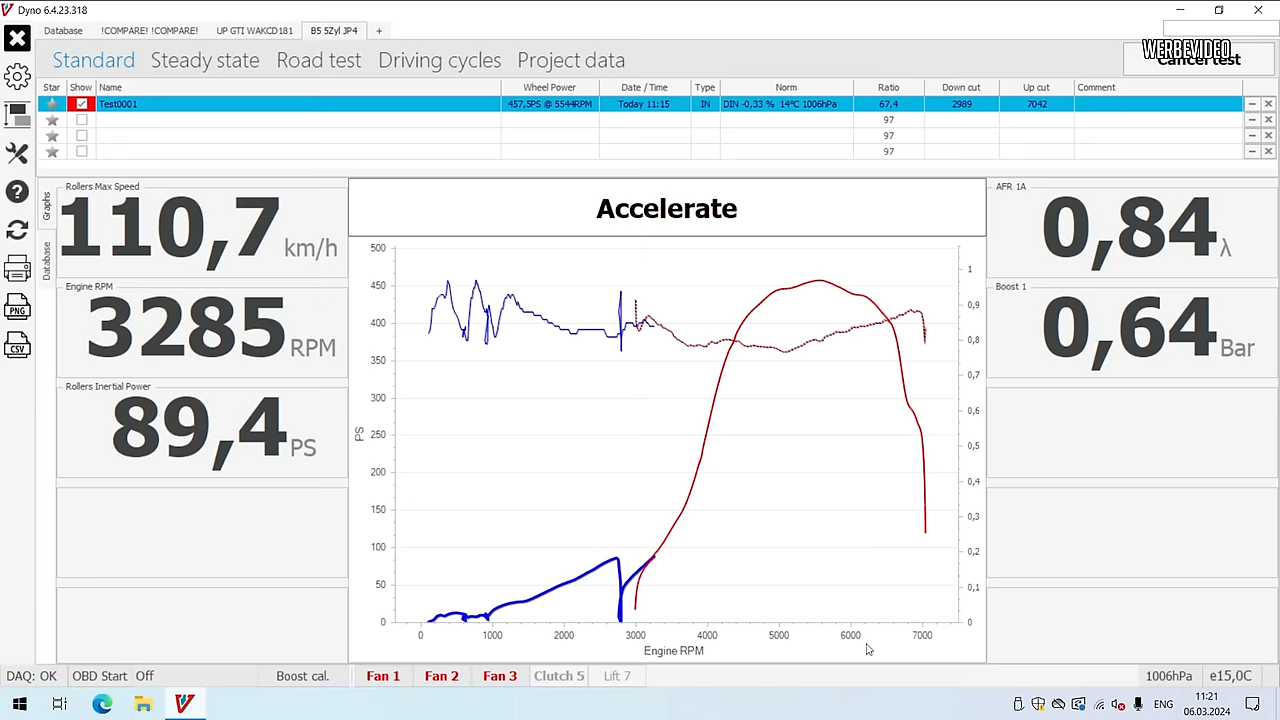 Dyno 6.4.23.318
Database !COMPARE! !COMPARE! UP GTI WAKCD181 B5 5Zyl JP4 +
WERBEVIDEO
Standard Steady state Road test Driving cycles Project data Cancel test
Star Show Name Wheel Power Date / Time Type Norm Ratio Down cut Up cut Comment
Test0001 457,5PS @ 5544RPM Today 11:15 IN DIN -0,33 % 14°C 1006hPa 67,4 2989 7042
97
97
97
Graphs
Database
Rollers Max Speed
110,7 km/h
Engine RPM
3285 RPM
Rollers Inertial Power
89,4 PS
Accelerate
500
450
400
350
300
250
200
150
100
50
0
PS
1
0,9
0,8
0,7
0,6
0,5
0,4
0,3
0,2
0,1
0
0 1000 2000 3000 4000 5000 6000 7000
Engine RPM
AFR 1A
0,84 λ
Boost 1
0,64 Bar
PNG
CSV
DAQ: OK OBD Start Off Boost cal. Fan 1 Fan 2 Fan 3 Clutch 5 Lift 7 1006hPa e15,0C
ENG 11:21
06.03.2024